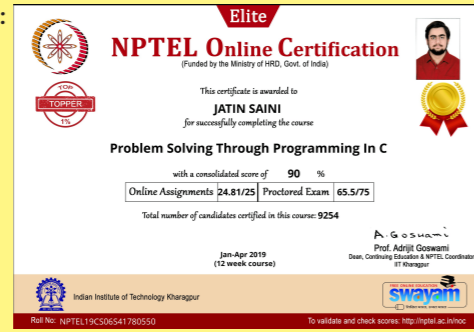 :
Elite
NPTEL Online Certification
(Funded by the Ministry of HRD, Govt. of India)
TOP
TOPPER
1%
This certificate is awarded to
JATIN SAINI
for successfully completing the course
Problem Solving Through Programming In C
with a consolidated score of 90 %
Online Assignments 24.81/25 Proctored Exam 65.5/75
Total number of candidates certified in this course: 9254
A. Goswami
Prof. Adrijit Goswami
Dean, Continuing Education & NPTEL Coordinator
IIT Kharagpur
Jan-Apr 2019
(12 week course)
Indian Institute of Technology Kharagpur
FREE ONLINE EDUCATION
swayam
Roll No: NPTEL19CS06S41780550
To validate and check scores: http://nptel.ac.in/noc